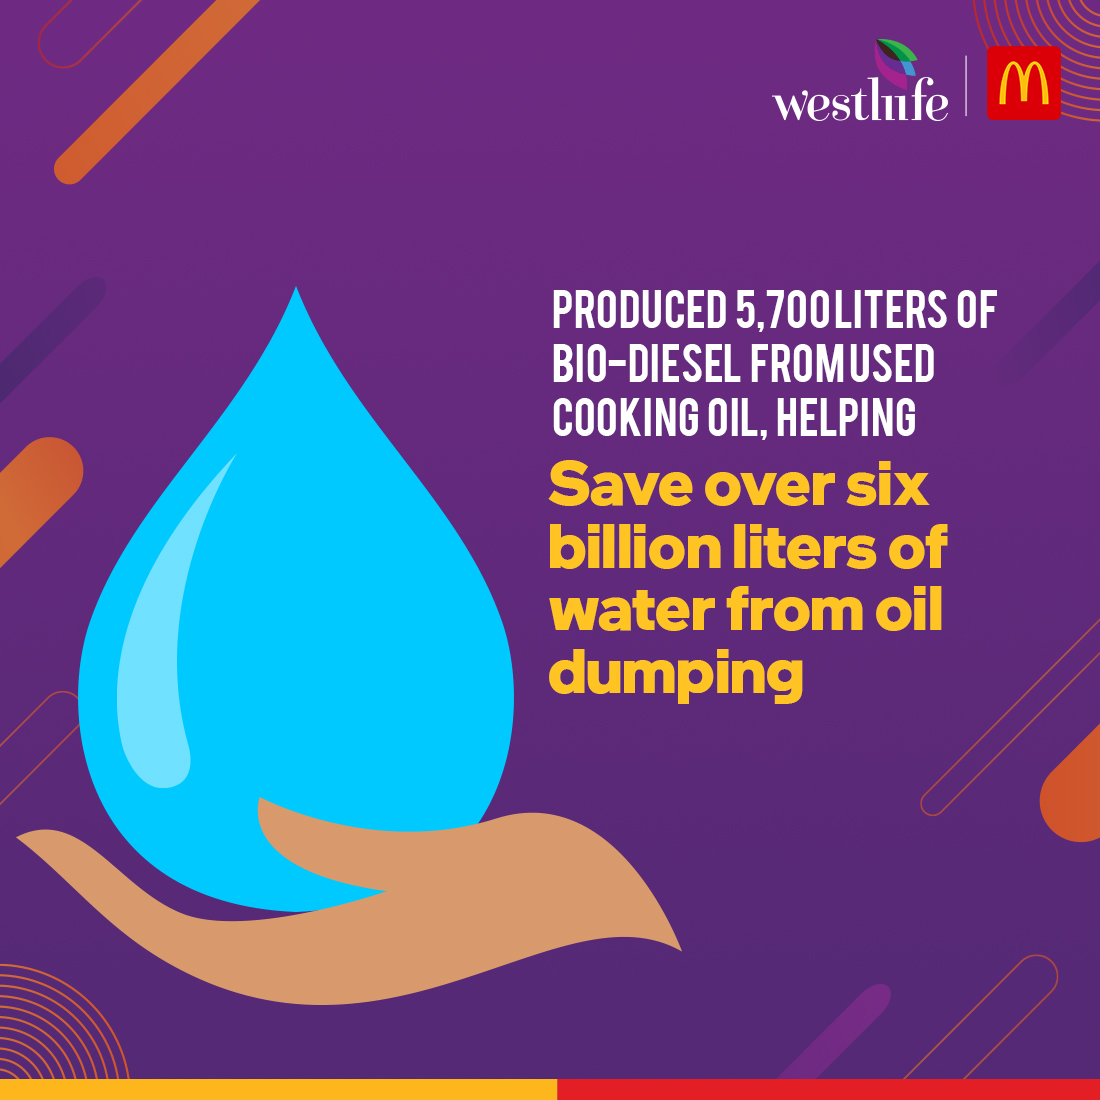 westlife
PRODUCED 5,700 LITERS OF
BIO-DIESEL FROM USED
COOKING OIL, HELPING
Save over six
billion liters of
water from oil
dumping